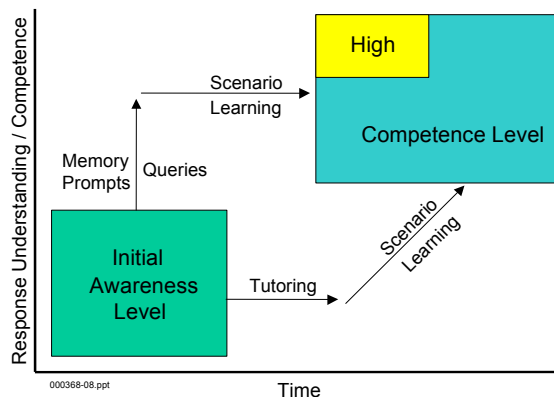 Response Understanding / Competence
High
Scenario
Learning
Competence Level
Memory
Prompts
Queries
Scenario
Learning
Initial
Awareness
Level
Tutoring
000368-08.ppt
Time